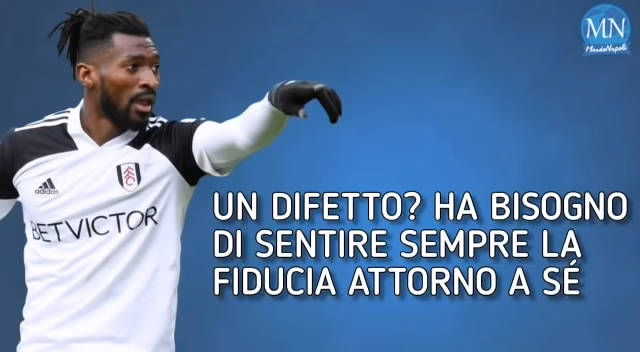 MN
MondoNapoli
adidas
BETVICTOR
UN DIFETTO? HA BISOGNO
DI SENTIRE SEMPRE LA
FIDUCIA ATTORNO A SÉ